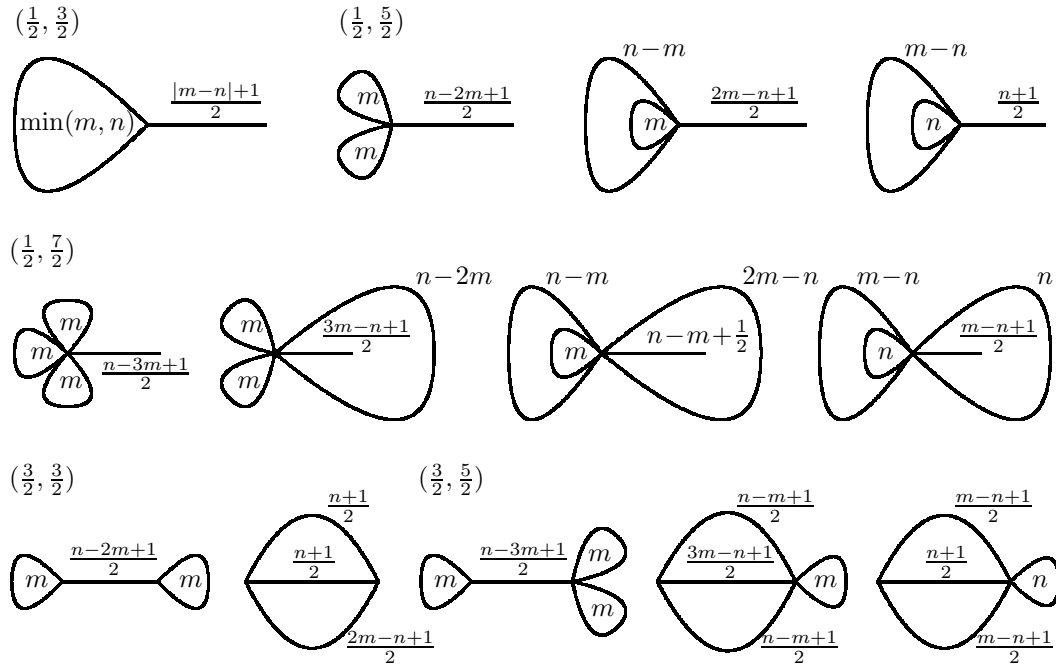 (1/2, 3/2) (1/2, 5/2)
min(m, n) |m−n|+1/2 m m n−2m+1/2 n−m m 2m−n+1/2 m−n n n+1/2
(1/2, 7/2)
m m m n−3m+1/2 m m 3m−n+1/2 n−2m n−m m n−m+1/2 2m−n m−n n m−n+1/2 n
(3/2, 3/2) (3/2, 5/2)
m n−2m+1/2 m n+1/2 n+1/2 2m−n+1/2 m n−3m+1/2 m m n−m+1/2 3m−n+1/2 n−m+1/2 m m−n+1/2 n+1/2 m−n+1/2 n